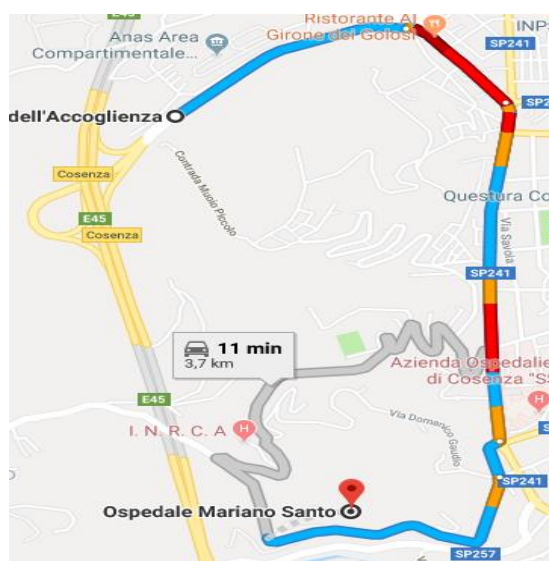 Ristorante Al
Girone dei Golosi
INPS
Anas Area
Compartimentale...
SP241
dell'Accoglienza
Cosenza
Contrada Muoio Piccolo
E45
Cosenza
Questura Co
Via Savoia
SP241
11 min
3,7 km
Azienda Ospedalie
di Cosenza "SS
E45
H
I. N. R. C. A
H
Via Domenico Gaudio
SP241
Ospedale Mariano Santo
SP257